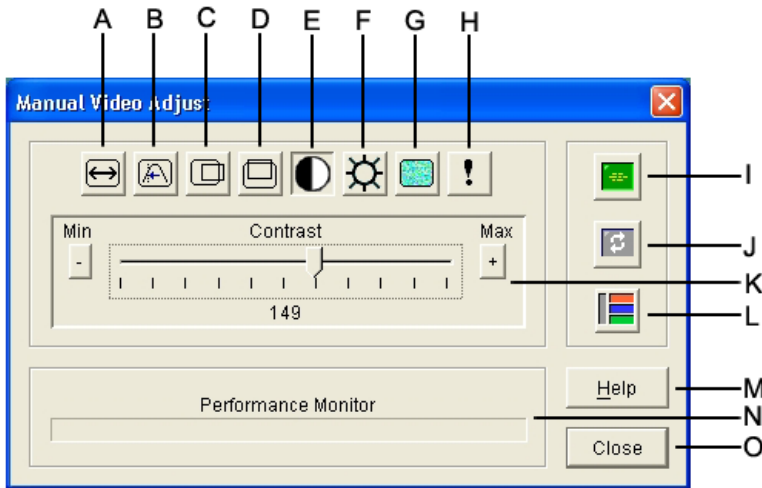 A B C D E F G H
Manual Video Adjust
I
Min Contrast Max
- +
149
J
K
L
Performance Monitor
Help
M
N
Close
O